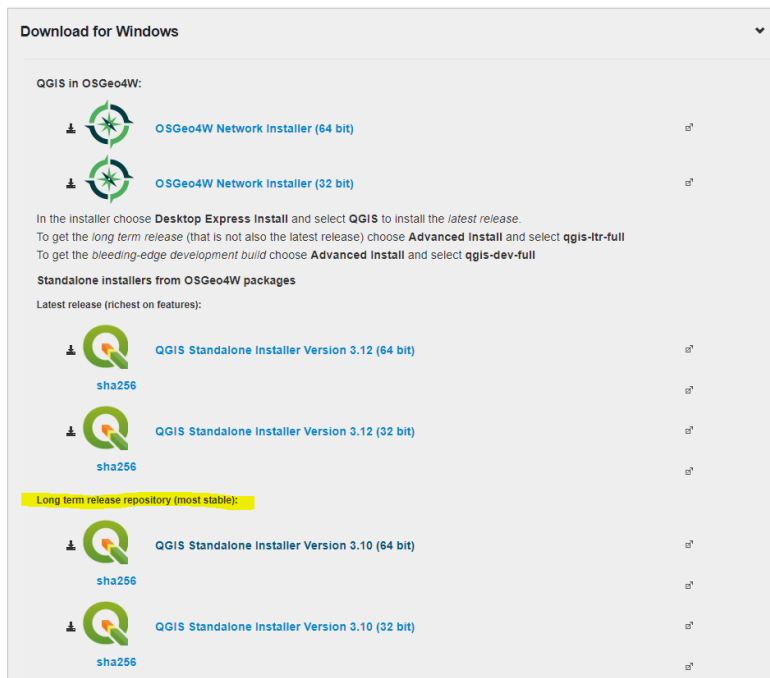 Download for Windows
QGIS in OSGeo4W:
OSGeo4W Network Installer (64 bit)
OSGeo4W Network Installer (32 bit)
In the installer choose Desktop Express Install and select QGIS to install the latest release.
To get the long term release (that is not also the latest release) choose Advanced Install and select qgis-ltr-full
To get the bleeding-edge development build choose Advanced Install and select qgis-dev-full
Standalone installers from OSGeo4W packages
Latest release (richest on features):
QGIS Standalone Installer Version 3.12 (64 bit)
sha256
QGIS Standalone Installer Version 3.12 (32 bit)
sha256
Long term release repository (most stable):
QGIS Standalone Installer Version 3.10 (64 bit)
sha256
QGIS Standalone Installer Version 3.10 (32 bit)
sha256